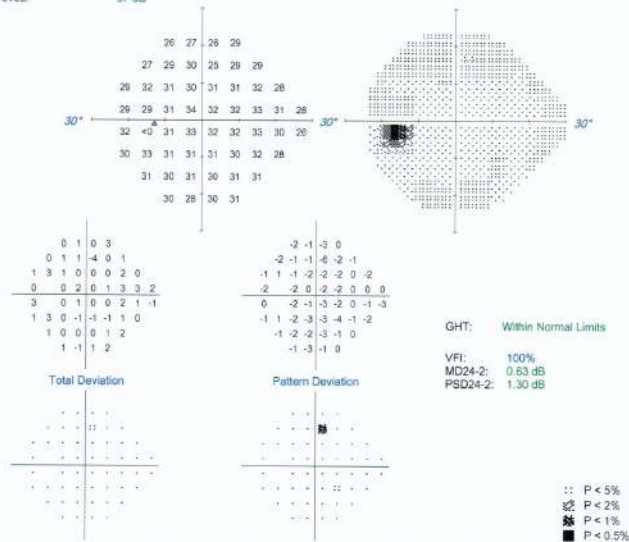 37 dB
26 27 26 29
27 29 30 25 29 29
29 32 31 30 31 31 32 28
29 29 31 34 32 32 33 31 28
30° 30° 30°
32 <0 31 33 32 32 33 30 26
30 33 31 31 31 30 32 28
31 30 31 30 31 31
30 28 30 31
0 1 0 3
0 1 1 -4 0 1
1 3 1 0 0 0 2 0
0 0 2 0 1 3 3 2
3 1 0 0 0 2 1 -1
1 3 0 -1 -1 -1 1 0
1 0 0 0 1 2
1 -1 1 2
-2 -1 -3 0
-2 -1 -1 -6 -2 -1
-1 1 -2 -2 -2 -2 0 -2
-2 -2 0 -2 -2 0 0 0
0 -2 -1 -3 -2 0 -1 -3
-1 1 -2 -3 -3 -4 -1 -2
-1 -2 -2 -3 -1 0
-1 -3 -1 0
GHT: Within Normal Limits
VFI: 100%
MD24-2: 0.63 dB
PSD24-2: 1.30 dB
Total Deviation Pattern Deviation
P < 5%
P < 2%
P < 1%
P < 0.5%